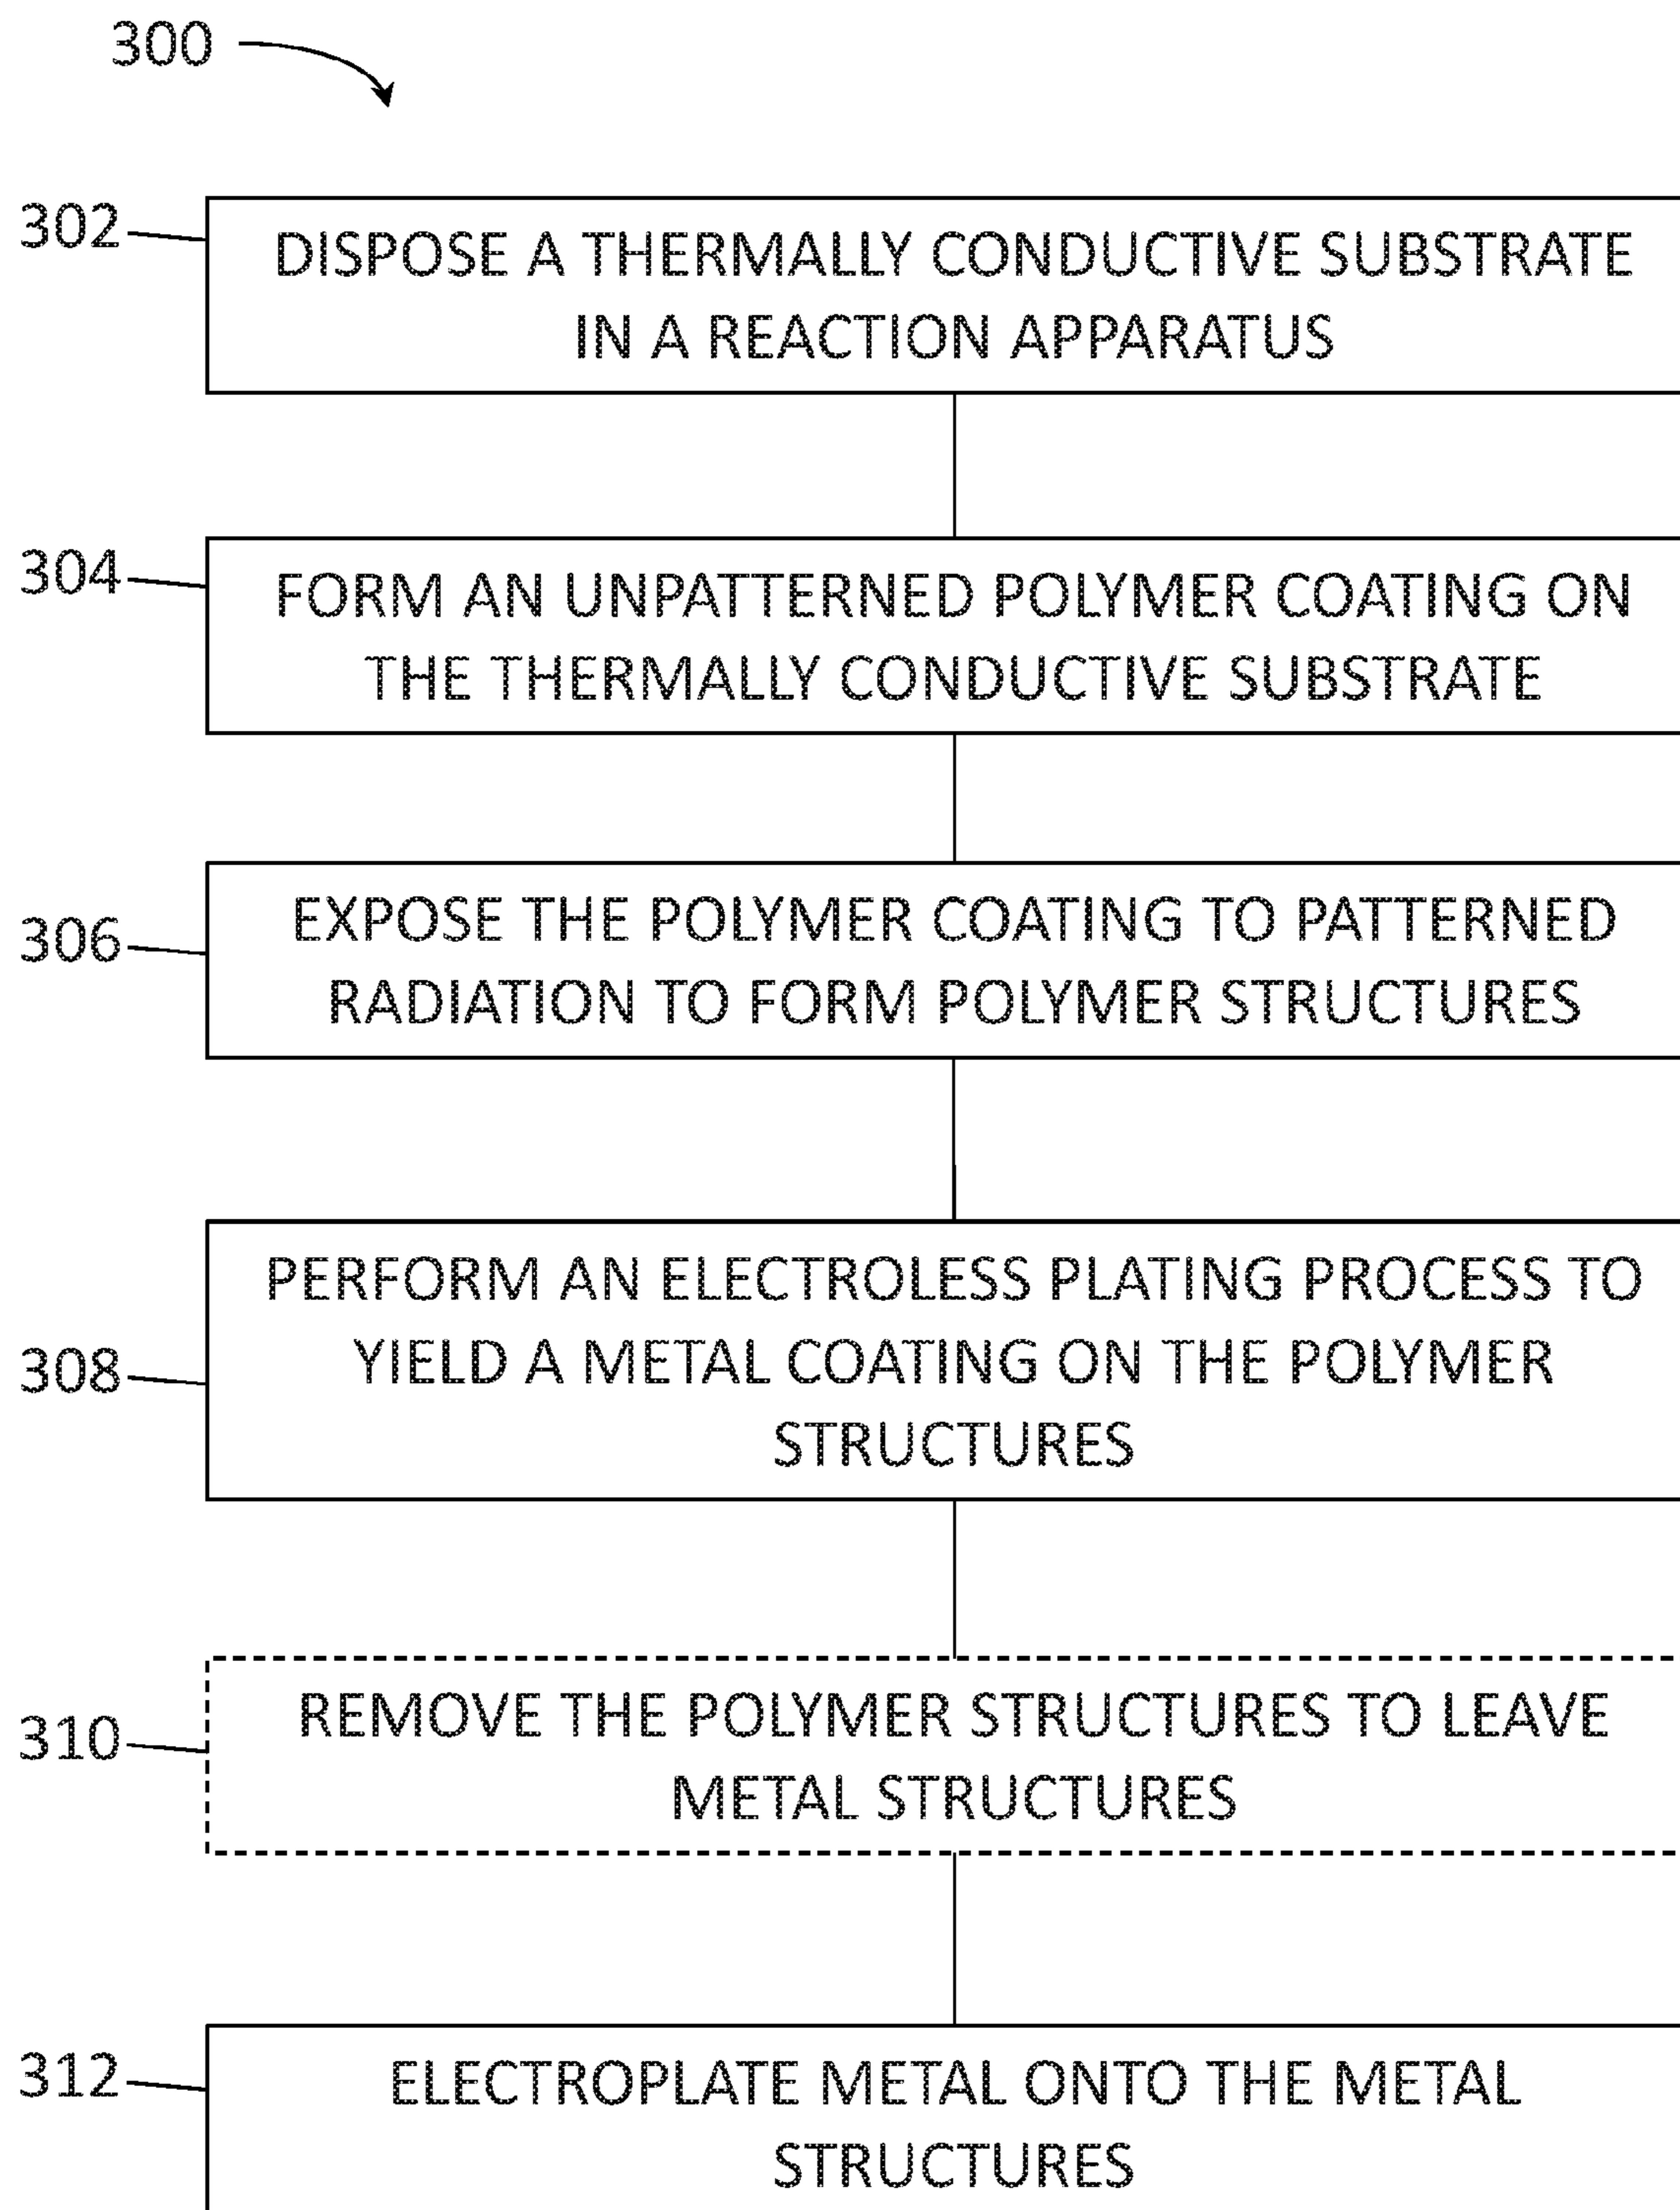 300
302
DISPOSE A THERMALLY CONDUCTIVE SUBSTRATE
IN A REACTION APPARATUS
304
FORM AN UNPATTERNED POLYMER COATING ON
THE THERMALLY CONDUCTIVE SUBSTRATE
306
EXPOSE THE POLYMER COATING TO PATTERNED
RADIATION TO FORM POLYMER STRUCTURES
308
PERFORM AN ELECTROLESS PLATING PROCESS TO
YIELD A METAL COATING ON THE POLYMER
STRUCTURES
310
REMOVE THE POLYMER STRUCTURES TO LEAVE
METAL STRUCTURES
312
ELECTROPLATE METAL ONTO THE METAL
STRUCTURES